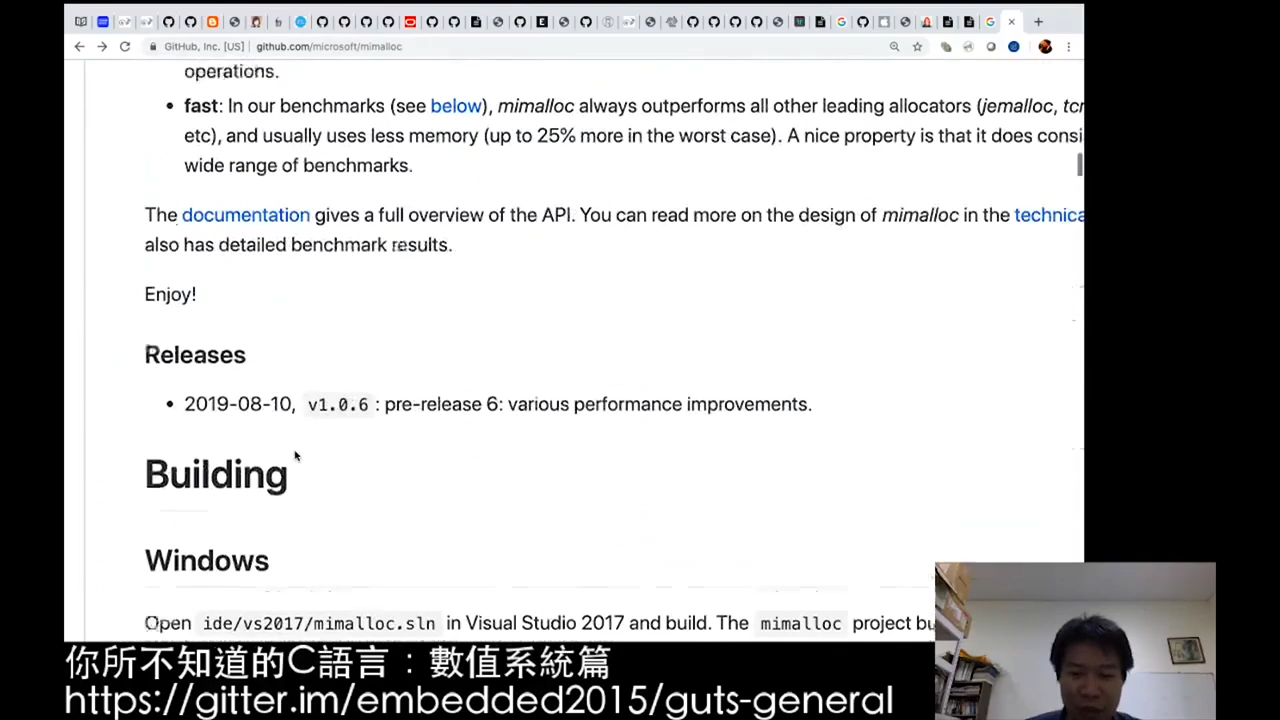 GitHub, Inc. [US] github.com/microsoft/mimalloc
operations.
• fast: In our benchmarks (see below), mimalloc always outperforms all other leading allocators (jemalloc,
etc), and usually uses less memory (up to 25% more in the worst case). A nice property is that it does
wide range of benchmarks.
The documentation gives a full overview of the API. You can read more on the design of mimalloc in the
also has detailed benchmark results.
Enjoy!
Releases
• 2019-08-10, v1.0.6 : pre-release 6: various performance improvements.
Building
Windows
Open ide/vs2017/mimalloc.sln in Visual Studio 2017 and build. The mimalloc project
你所不知道的C語言：數值系統篇
https://gitter.im/embedded2015/guts-general